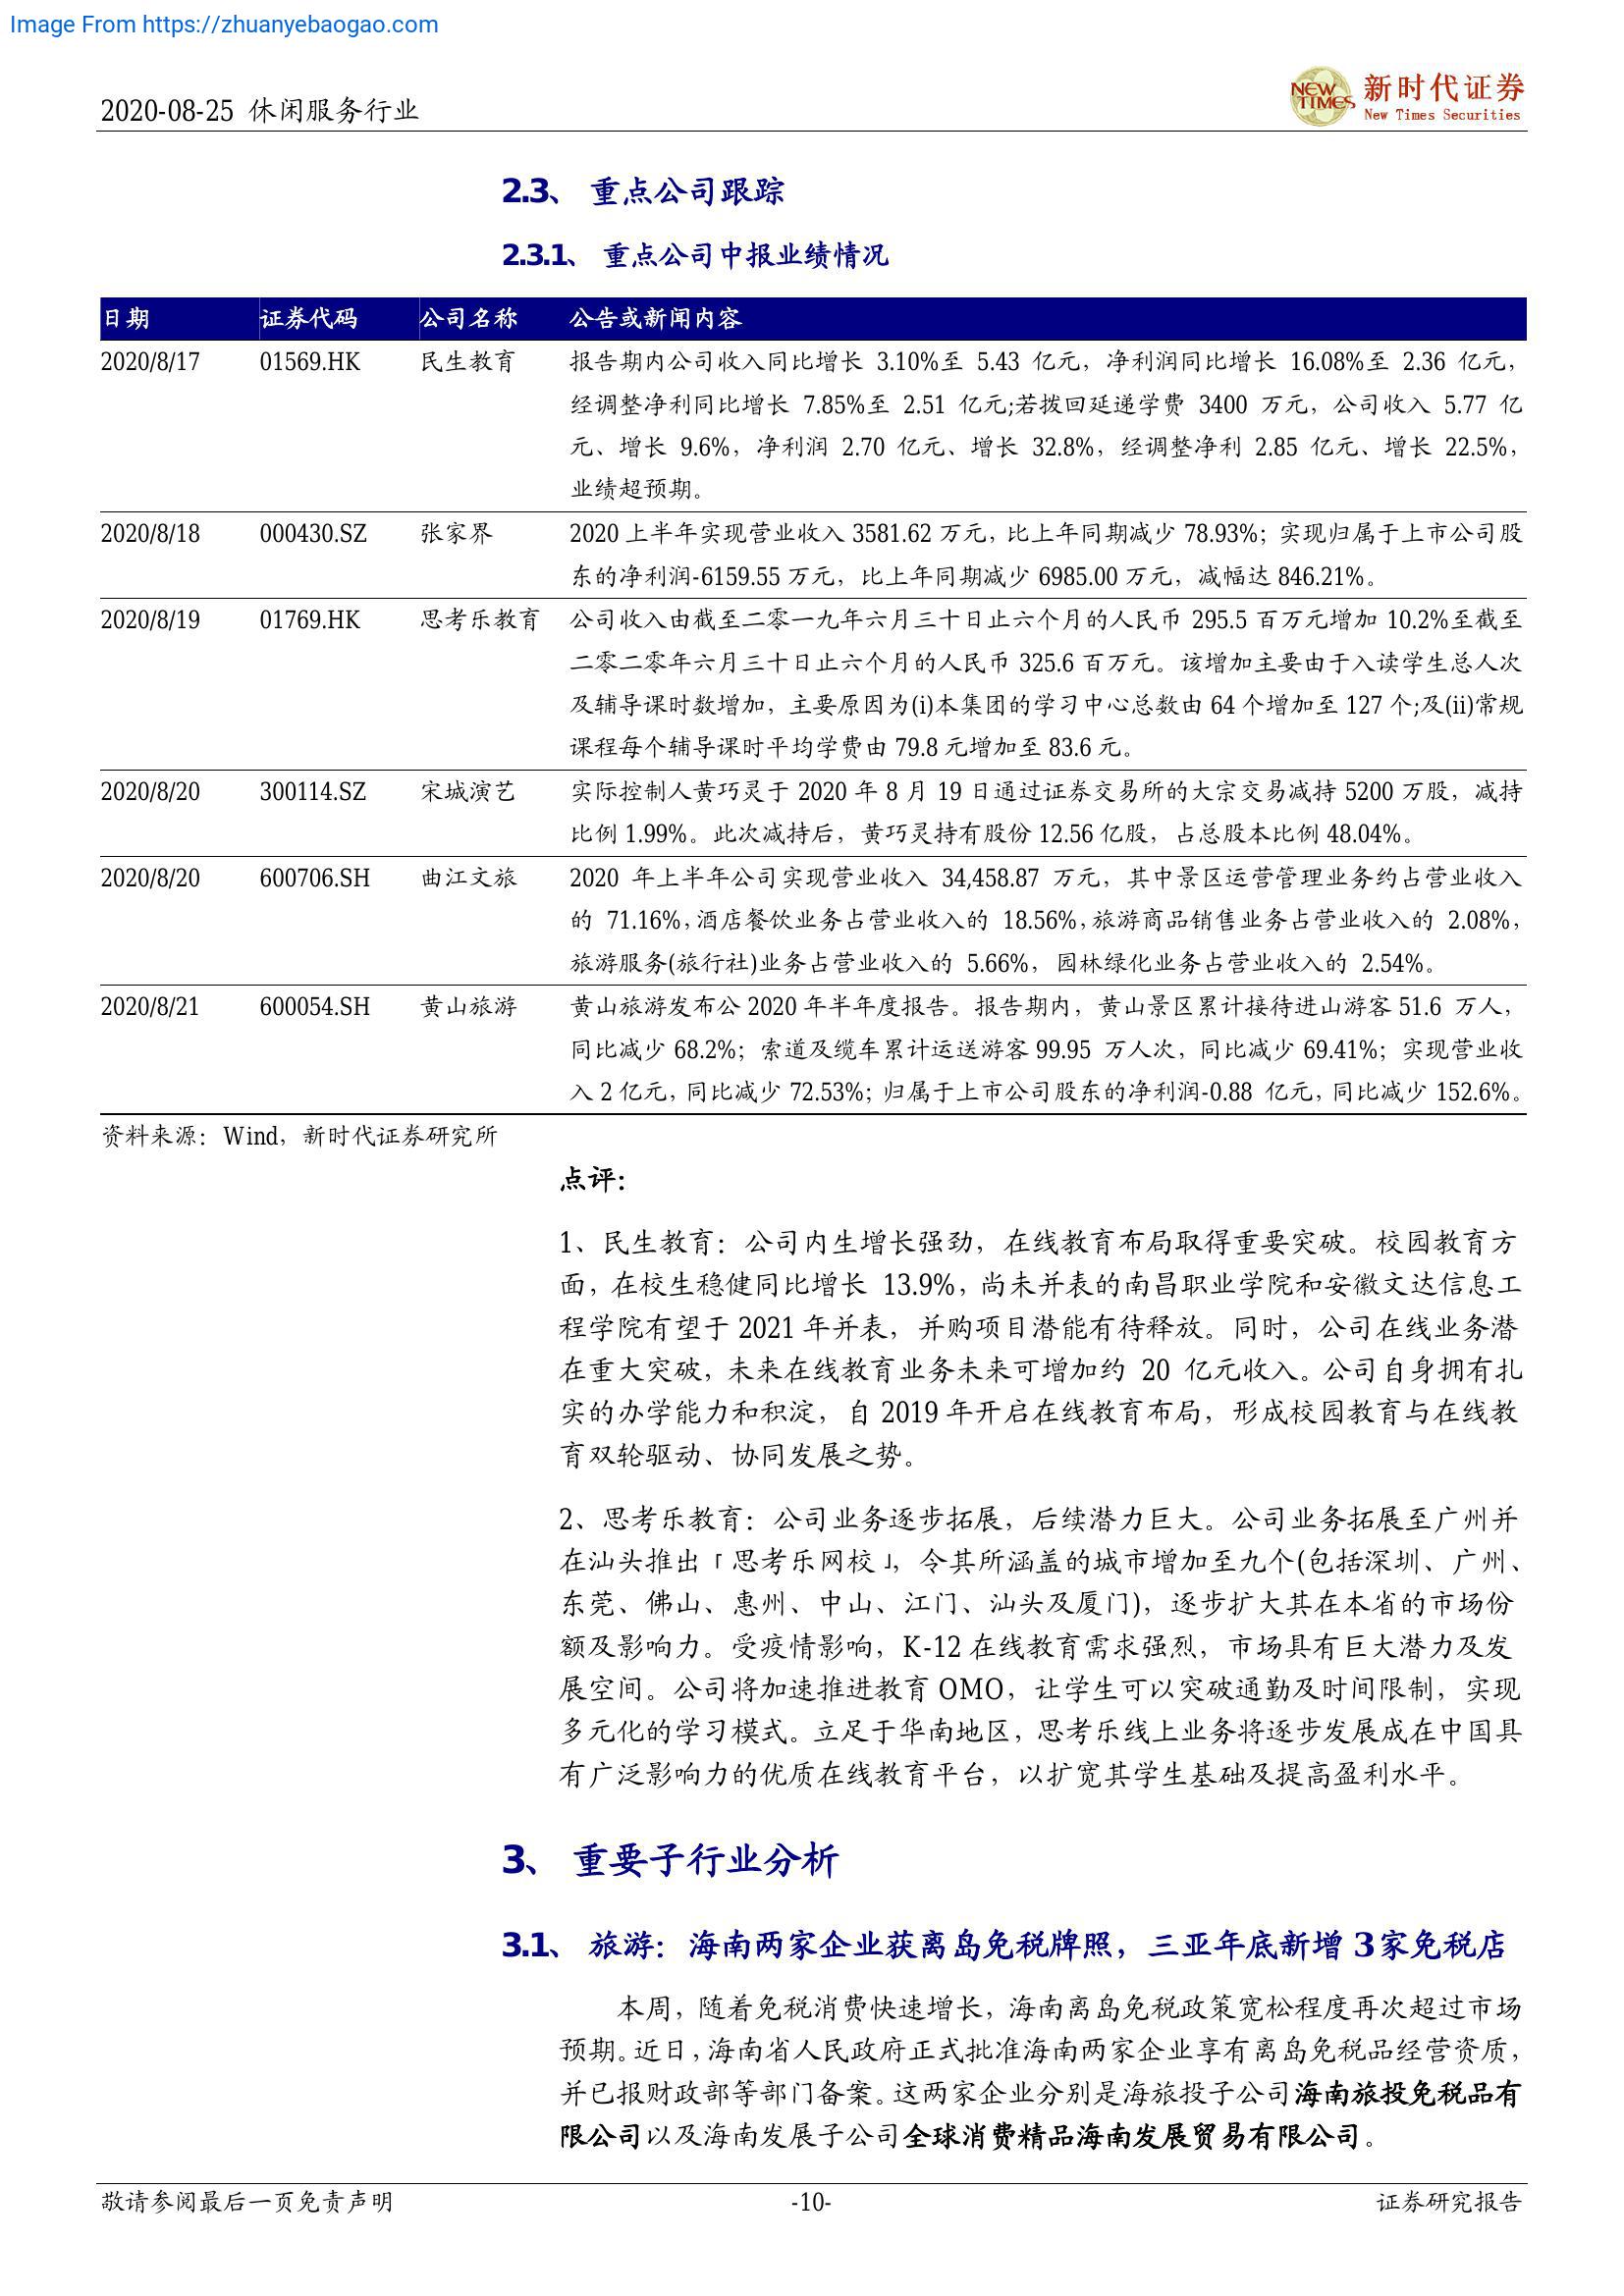 Image From https://zhuanyebaogao.com
2020-08-25 休闲服务行业
NEW TIMES 新时代证券
New Times Securities
2.3、 重点公司跟踪
2.3.1、 重点公司中报业绩情况
日期 证券代码 公司名称 公告或新闻内容
2020/8/17 01569.HK 民生教育 报告期内公司收入同比增长 3.10%至 5.43 亿元，净利润同比增长 16.08%至 2.36 亿元，
经调整净利同比增长 7.85%至 2.51 亿元;若拨回延递学费 3400 万元，公司收入 5.77 亿
元、增长 9.6%，净利润 2.70 亿元、增长 32.8%，经调整净利 2.85 亿元、增长 22.5%，
业绩超预期。
2020/8/18 000430.SZ 张家界 2020 上半年实现营业收入 3581.62 万元，比上年同期减少 78.93%；实现归属于上市公司股
东的净利润-6159.55 万元，比上年同期减少 6985.00 万元，减幅达 846.21%。
2020/8/19 01769.HK 思考乐教育 公司收入由截至二零一九年六月三十日止六个月的人民币 295.5 百万元增加 10.2%至截至
二零二零年六月三十日止六个月的人民币 325.6 百万元。该增加主要由于入读学生总人次
及辅导课时数增加，主要原因为(i)本集团的学习中心总数由 64 个增加至 127 个;及(ii)常规
课程每个辅导课时平均学费由 79.8 元增加至 83.6 元。
2020/8/20 300114.SZ 宋城演艺 实际控制人黄巧灵于 2020 年 8 月 19 日通过证券交易所的大宗交易减持 5200 万股，减持
比例 1.99%。此次减持后，黄巧灵持有股份 12.56 亿股，占总股本比例 48.04%。
2020/8/20 600706.SH 曲江文旅 2020 年上半年公司实现营业收入 34,458.87 万元，其中景区运营管理业务约占营业收入
的 71.16%，酒店餐饮业务占营业收入的 18.56%，旅游商品销售业务占营业收入的 2.08%，
旅游服务(旅行社)业务占营业收入的 5.66%，园林绿化业务占营业收入的 2.54%。
2020/8/21 600054.SH 黄山旅游 黄山旅游发布公 2020 年半年度报告。报告期内，黄山景区累计接待进山游客 51.6 万人，
同比减少 68.2%；索道及缆车累计运送游客 99.95 万人次，同比减少 69.41%；实现营业收
入 2 亿元，同比减少 72.53%；归属于上市公司股东的净利润-0.88 亿元，同比减少 152.6%。
资料来源：Wind，新时代证券研究所
点评：
1、民生教育：公司内生增长强劲，在线教育布局取得重要突破。校园教育方
面，在校生稳健同比增长 13.9%，尚未并表的南昌职业学院和安徽文达信息工
程学院有望于 2021 年并表，并购项目潜能有待释放。同时，公司在线业务潜
在重大突破，未来在线教育业务未来可增加约 20 亿元收入。公司自身拥有扎
实的办学能力和积淀，自 2019 年开启在线教育布局，形成校园教育与在线教
育双轮驱动、协同发展之势。
2、思考乐教育：公司业务逐步拓展，后续潜力巨大。公司业务拓展至广州并
在汕头推出「思考乐网校」，令其所涵盖的城市增加至九个(包括深圳、广州、
东莞、佛山、惠州、中山、江门、汕头及厦门)，逐步扩大其在本省的市场份
额及影响力。受疫情影响，K-12 在线教育需求强烈，市场具有巨大潜力及发
展空间。公司将加速推进教育 OMO，让学生可以突破通勤及时间限制，实现
多元化的学习模式。立足于华南地区，思考乐线上业务将逐步发展成在中国具
有广泛影响力的优质在线教育平台，以扩宽其学生基础及提高盈利水平。
3、 重要子行业分析
3.1、 旅游：海南两家企业获离岛免税牌照，三亚年底新增 3 家免税店
本周，随着免税消费快速增长，海南离岛免税政策宽松程度再次超过市场
预期。近日，海南省人民政府正式批准海南两家企业享有离岛免税品经营资质，
并已报财政部等部门备案。这两家企业分别是海旅投子公司海南旅投免税品有
限公司以及海南发展子公司全球消费精品海南发展贸易有限公司。
敬请参阅最后一页免责声明 -10- 证券研究报告